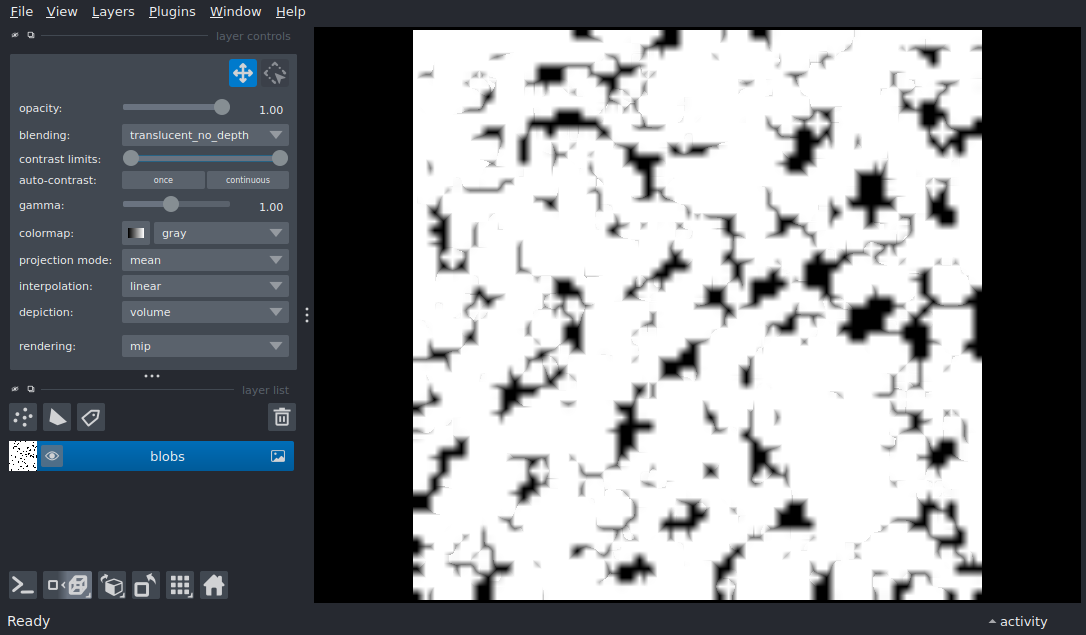 File View Layers Plugins Window Help
layer controls
opacity: 1.00
blending: translucent_no_depth
contrast limits:
auto-contrast: once continuous
gamma: 1.00
colormap: gray
projection mode: mean
interpolation: linear
depiction: volume
rendering: mip
layer list
blobs
Ready activity